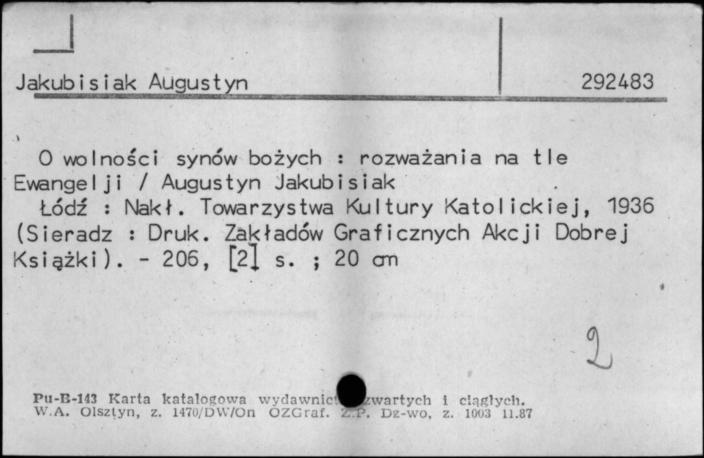 Jakubisiak Augustyn 292483
O wolności synów bożych : rozważania na tle
Ewangelji / Augustyn Jakubisiak
Łódź : Nakł. Towarzystwa Kultury Katolickiej, 1936
(Sieradz : Druk. Zakładów Graficznych Akcji Dobrej
Książki). - 206, [2] s. ; 20 cm
2
Pu-B-143 Karta katalogowa wydawnict zwartych i ciągłych.
W.A. Olsztyn, z. 1470/DW/On OZGraf. Z.P. Dz-wo, z. 1003 11.87